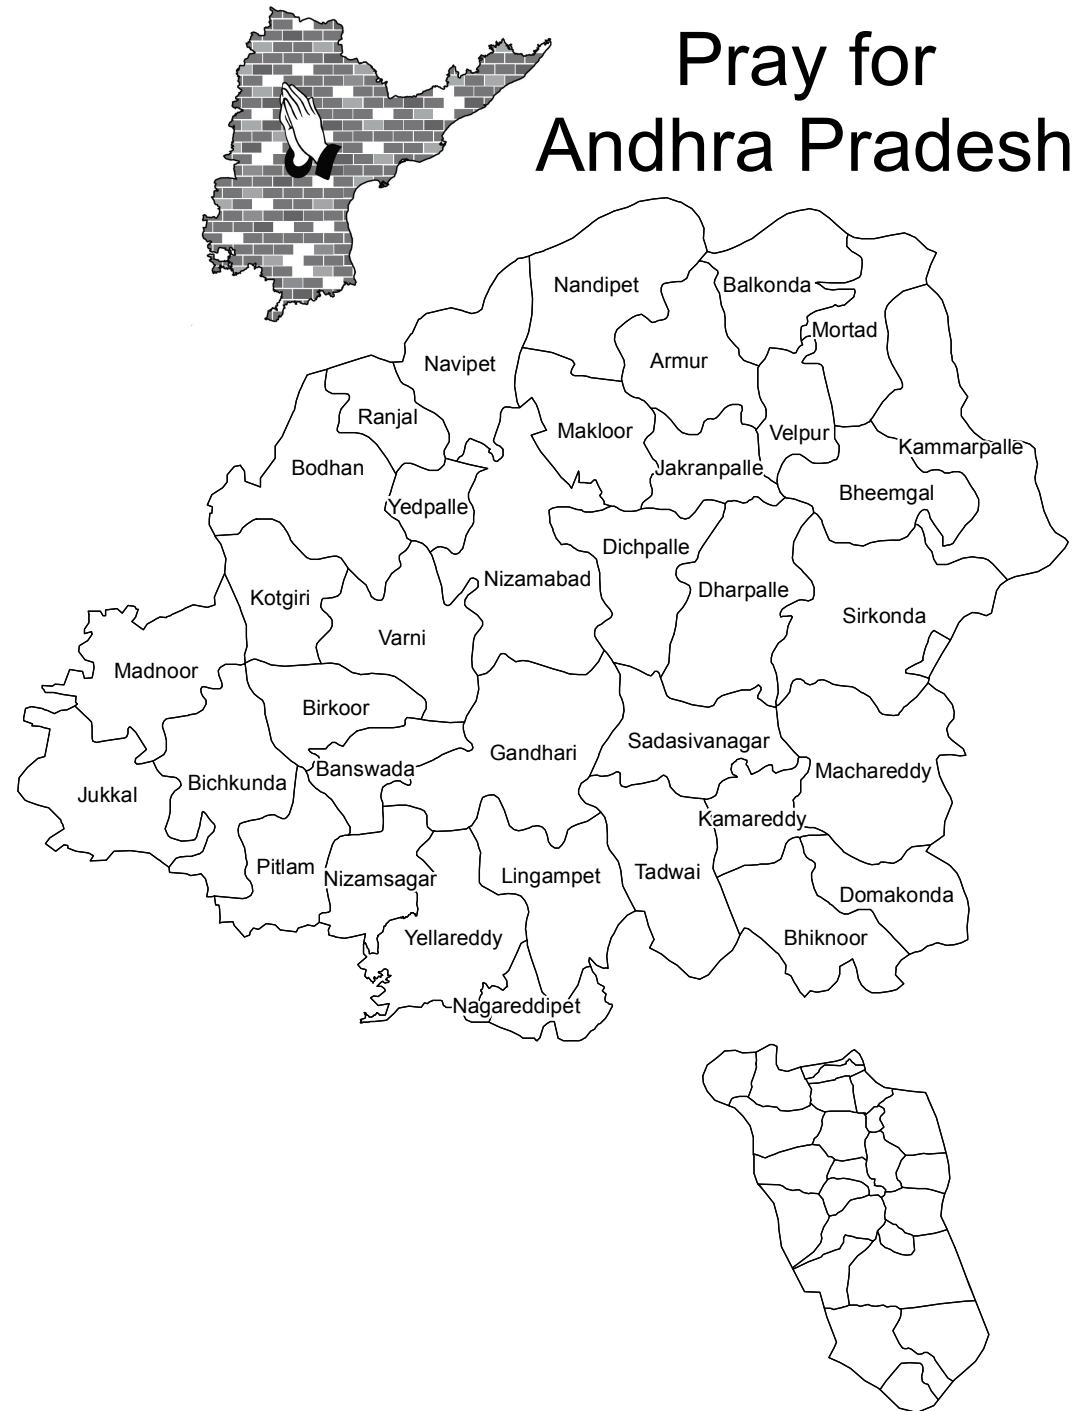 Pray for
Andhra Pradesh
Nandipet
Balkonda
Mortad
Navipet
Armur
Ranjal
Makloor
Velpur
Kammarpalle
Bodhan
Jakranpalle
Bheemgal
Yedpalle
Dichpalle
Nizamabad
Dharpalle
Kotgiri
Sirkonda
Varni
Madnoor
Birkoor
Sadasivanagar
Gandhari
Banswada
Machareddy
Bichkunda
Jukkal
Kamareddy
Pitlam
Nizamsagar
Lingampet
Tadwai
Domakonda
Yellareddy
Bhiknoor
Nagareddipet